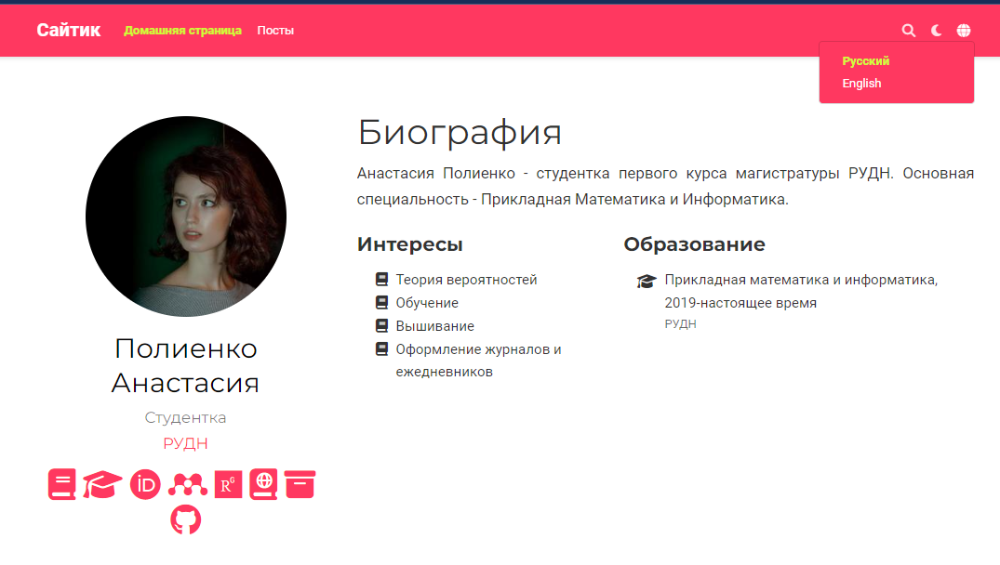 Сайтик Домашняя страница Посты
Русский
English
Биография
Анастасия Полиенко - студентка первого курса магистратуры РУДН. Основная
специальность - Прикладная Математика и Информатика.
Полиенко
Анастасия
Студентка
РУДН
iD
RG
Интересы
Теория вероятностей
Обучение
Вышивание
Оформление журналов и
ежедневников
Образование
Прикладная математика и информатика,
2019-настоящее время
РУДН